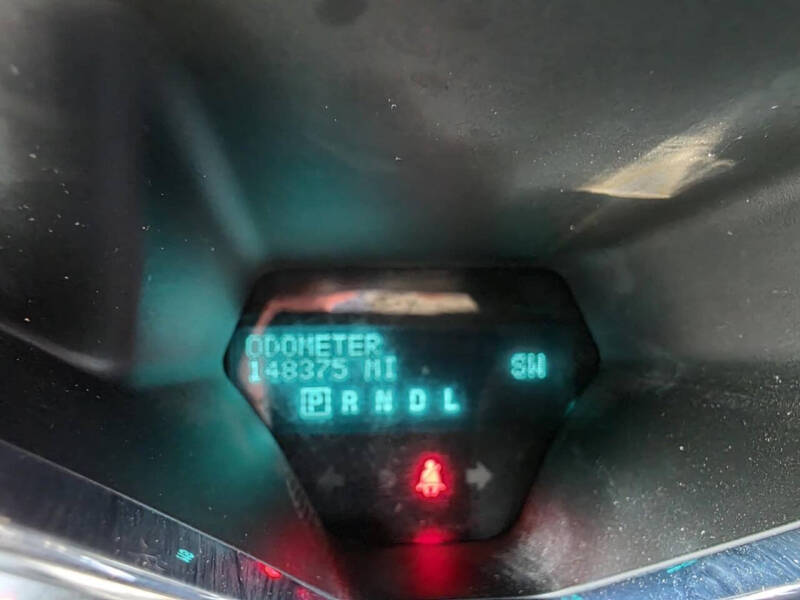 ODOMETER
148375 MI
SW
P R N D L